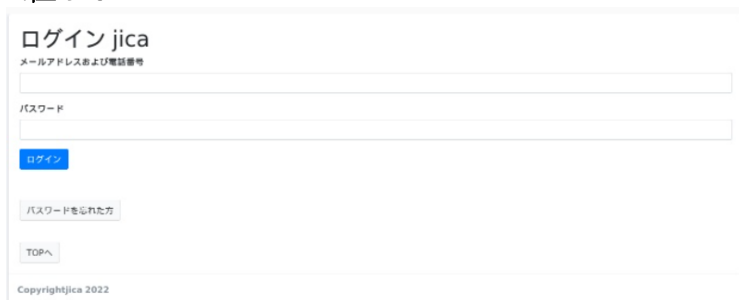 ログイン jica
メールアドレスおよび電話番号
パスワード
ログイン
パスワードを忘れた方
TOPへ
Copyrightjica 2022